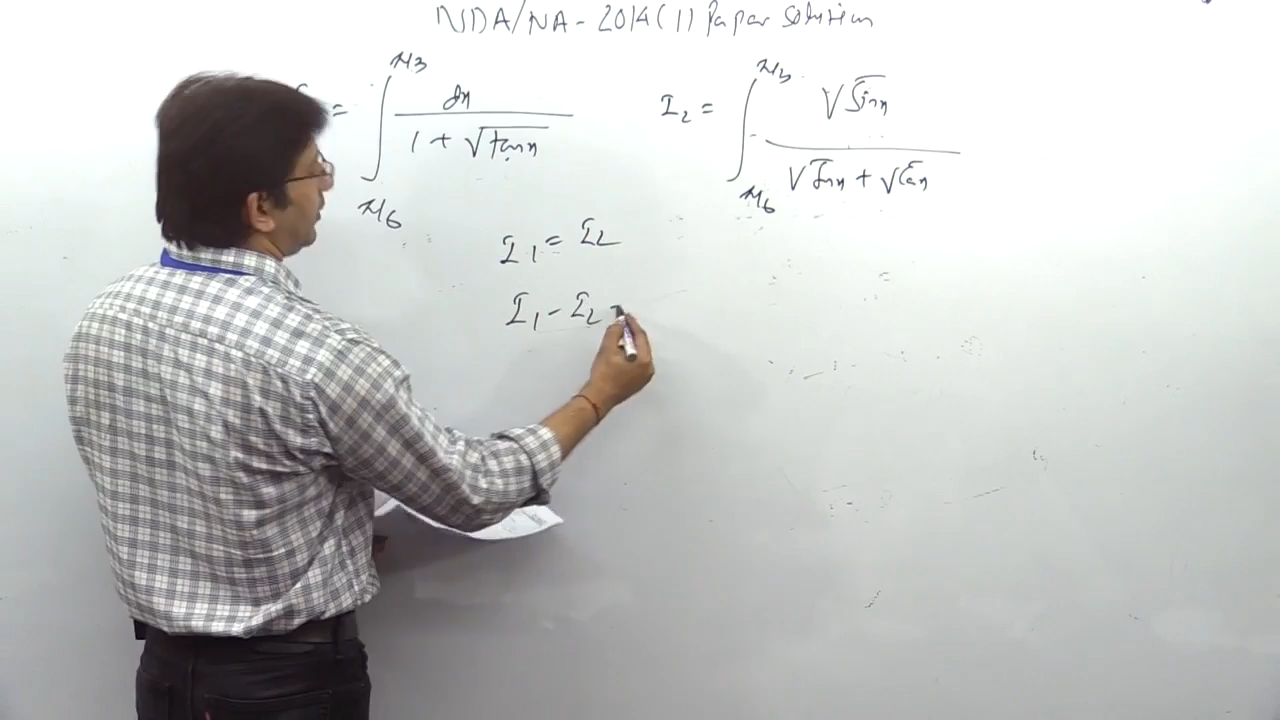 NDA/NA - 2014 (1) Paper Solution
= ∫_{π/6}^{π/3} dx / (1 + √tanx)
I₂ = ∫_{π/6}^{π/3} √Sinx / (√Sinx + √Cosx)
I₁ = I₂
I₁ - I₂